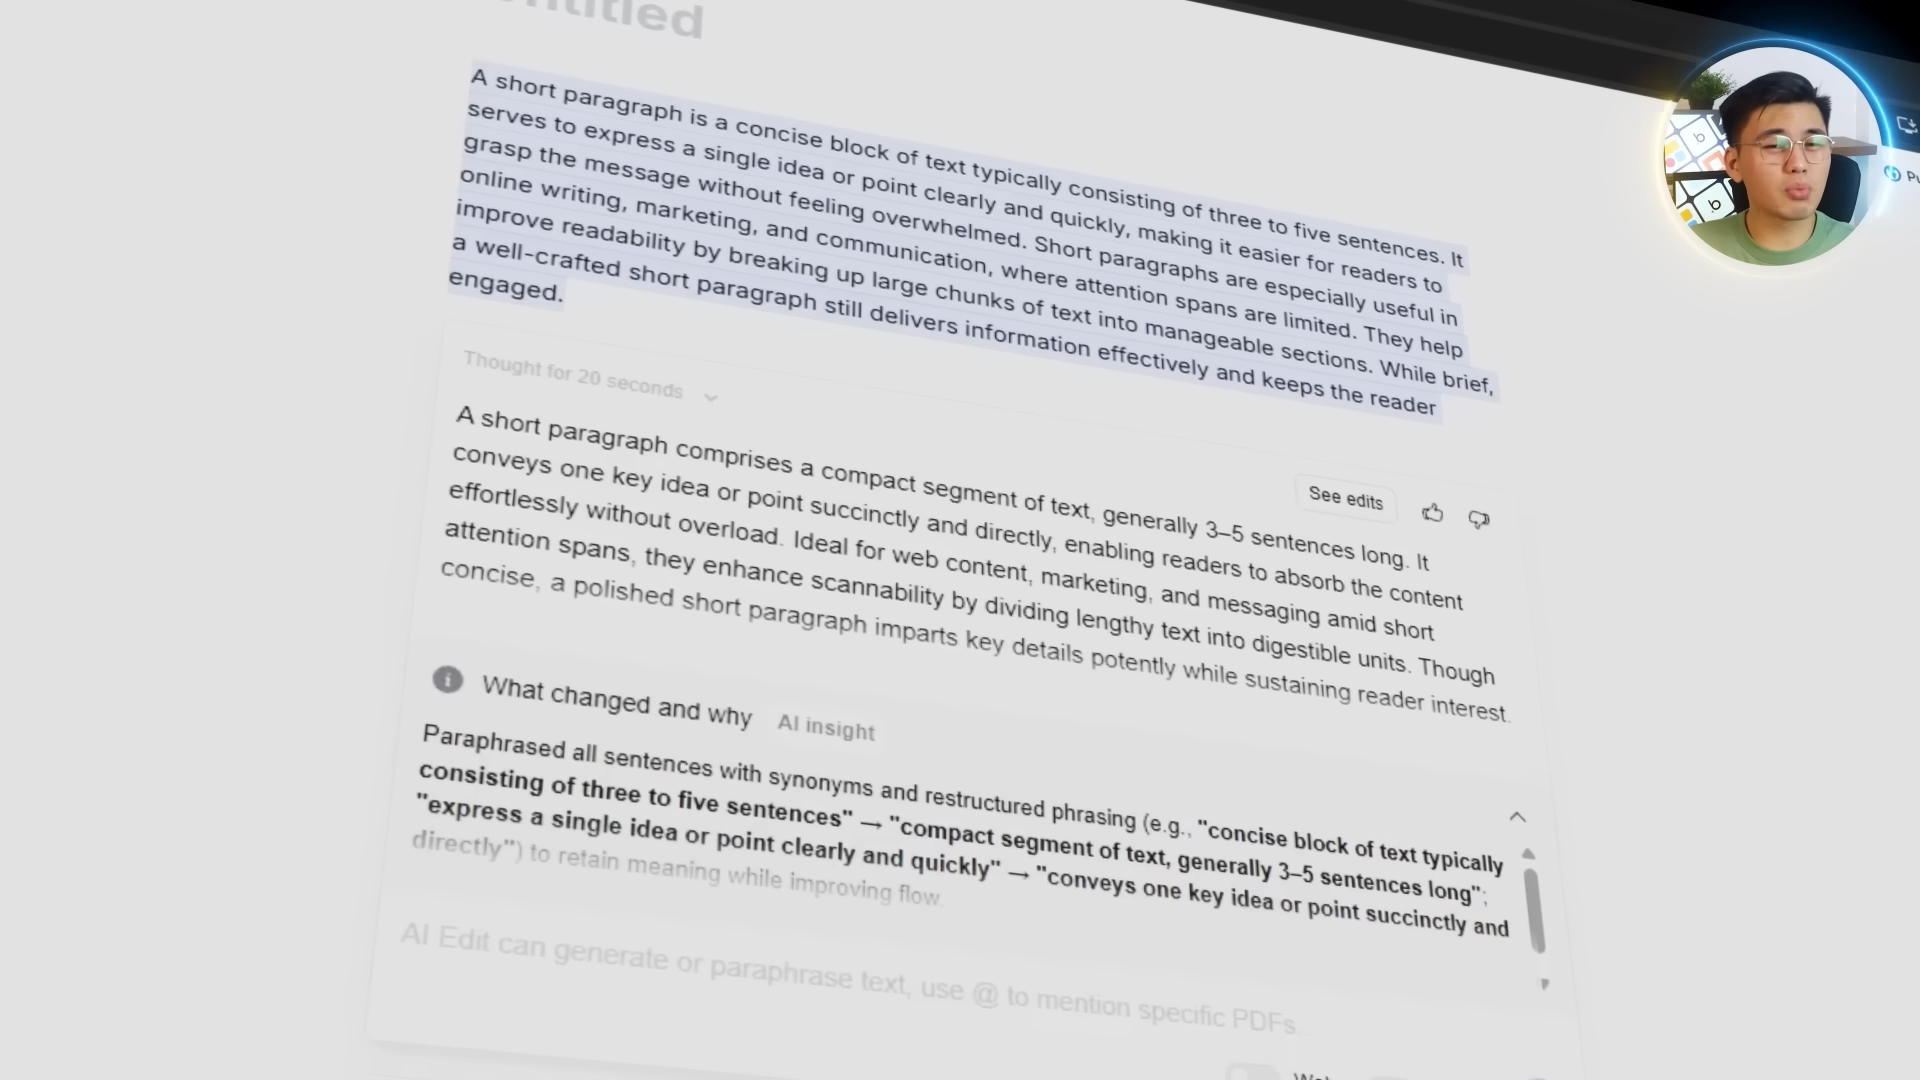 A short paragraph is a concise block of text typically consisting of three to five sentences. It
serves to express a single idea or point clearly and quickly, making it easier for readers to
grasp the message without feeling overwhelmed. Short paragraphs are especially useful in
online writing, marketing, and communication, where attention spans are limited. They help
improve readability by breaking up large chunks of text into manageable sections. While brief,
a well-crafted short paragraph still delivers information effectively and keeps the reader
engaged.
Thought for 20 seconds
See edits
A short paragraph comprises a compact segment of text, generally 3–5 sentences long. It
conveys one key idea or point succinctly and directly, enabling readers to absorb the content
effortlessly without overload. Ideal for web content, marketing, and messaging amid short
attention spans, they enhance scannability by dividing lengthy text into digestible units. Though
concise, a polished short paragraph imparts key details potently while sustaining reader interest.
What changed and why AI insight
Paraphrased all sentences with synonyms and restructured phrasing (e.g., "concise block of text typically
consisting of three to five sentences" → "compact segment of text, generally 3–5 sentences long";
"express a single idea or point clearly and quickly" → "conveys one key idea or point succinctly and
directly") to retain meaning while improving flow.
AI Edit can generate or paraphrase text, use @ to mention specific PDFs